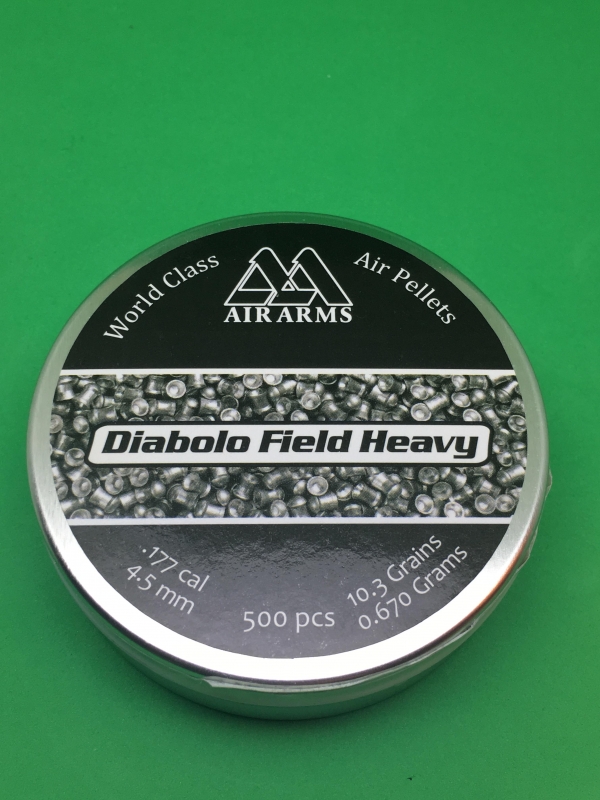 World Class
Air Pellets
AIR ARMS
Diabolo Field Heavy
.177 cal
4.5 mm
500 pcs
10.3 Grains
0.670 Grams